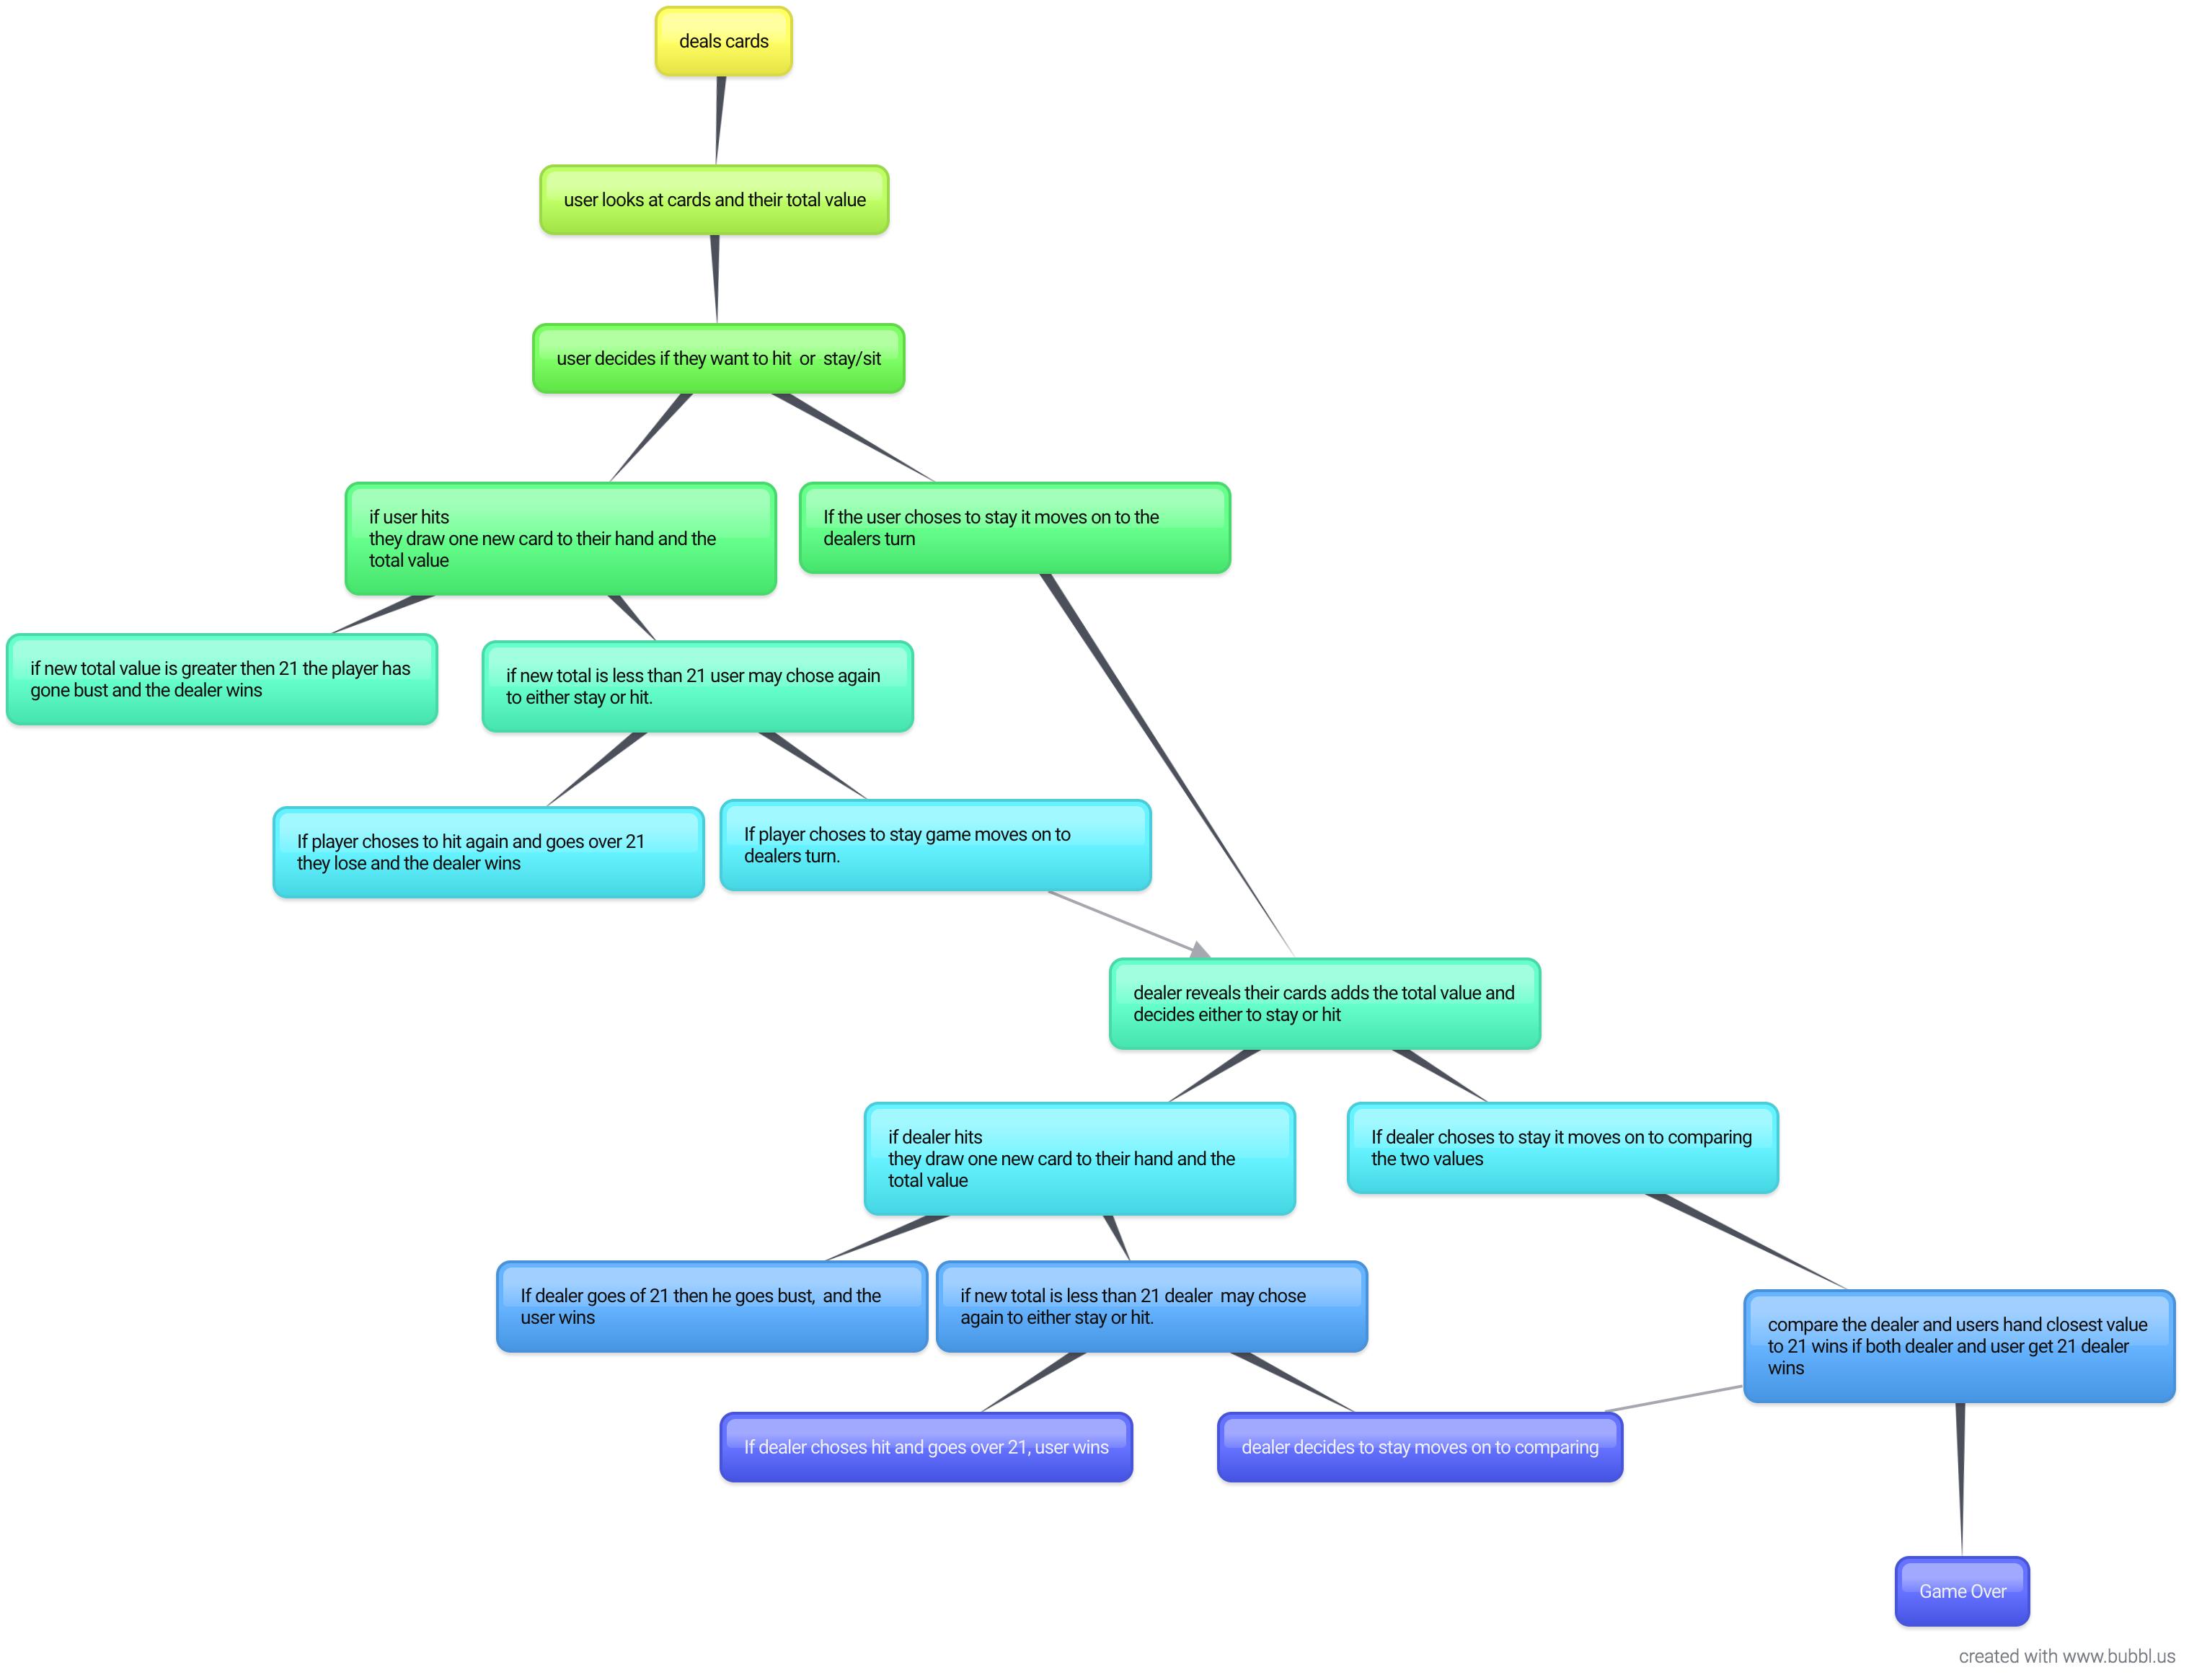 deals cards
user looks at cards and their total value
user decides if they want to hit  or  stay/sit
if user hits
they draw one new card to their hand and the
total value
If the user choses to stay it moves on to the
dealers turn
if new total value is greater then 21 the player has
gone bust and the dealer wins
if new total is less than 21 user may chose again
to either stay or hit.
If player choses to hit again and goes over 21
they lose and the dealer wins
If player choses to stay game moves on to
dealers turn.
dealer reveals their cards adds the total value and
decides either to stay or hit
if dealer hits
they draw one new card to their hand and the
total value
If dealer choses to stay it moves on to comparing
the two values
If dealer goes of 21 then he goes bust,  and the
user wins
if new total is less than 21 dealer  may chose
again to either stay or hit.
compare the dealer and users hand closest value
to 21 wins if both dealer and user get 21 dealer
wins
If dealer choses hit and goes over 21, user wins
dealer decides to stay moves on to comparing
Game Over
created with www.bubbl.us